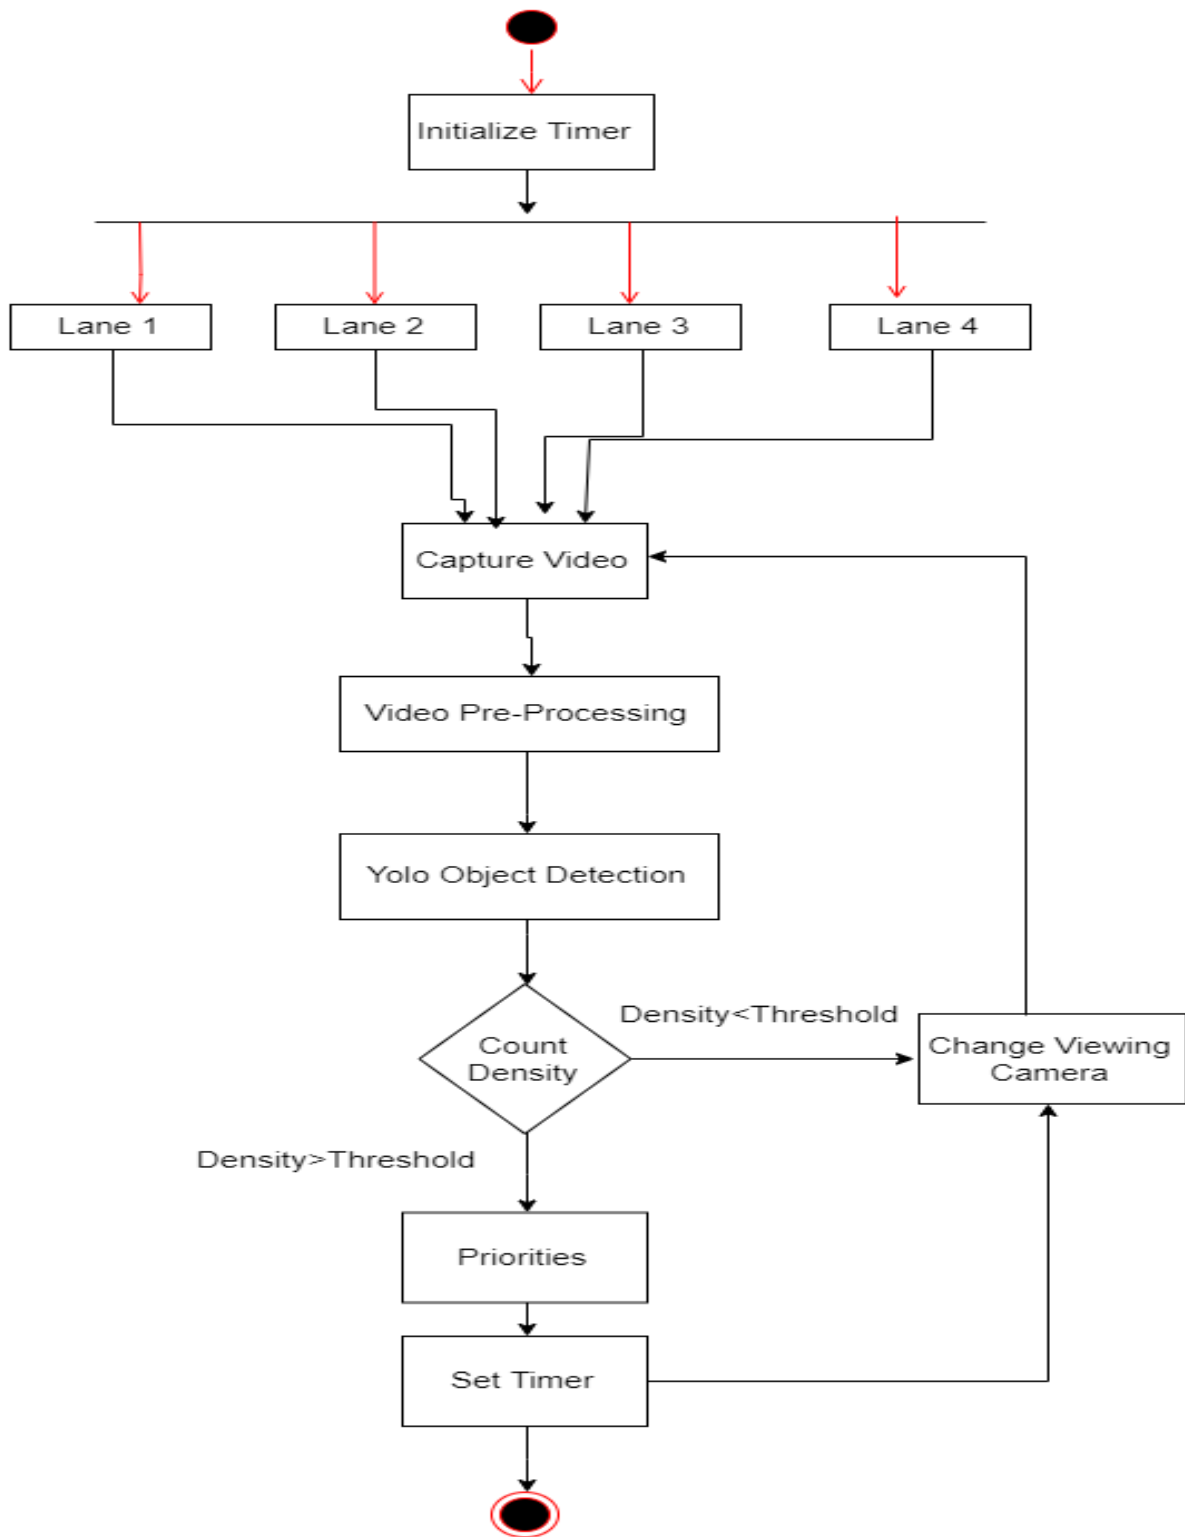 Initialize Timer
Lane 1
Lane 2
Lane 3
Lane 4
Capture Video
Video Pre-Processing
Yolo Object Detection
Count
Density
Density<Threshold
Change Viewing
Camera
Density>Threshold
Priorities
Set Timer